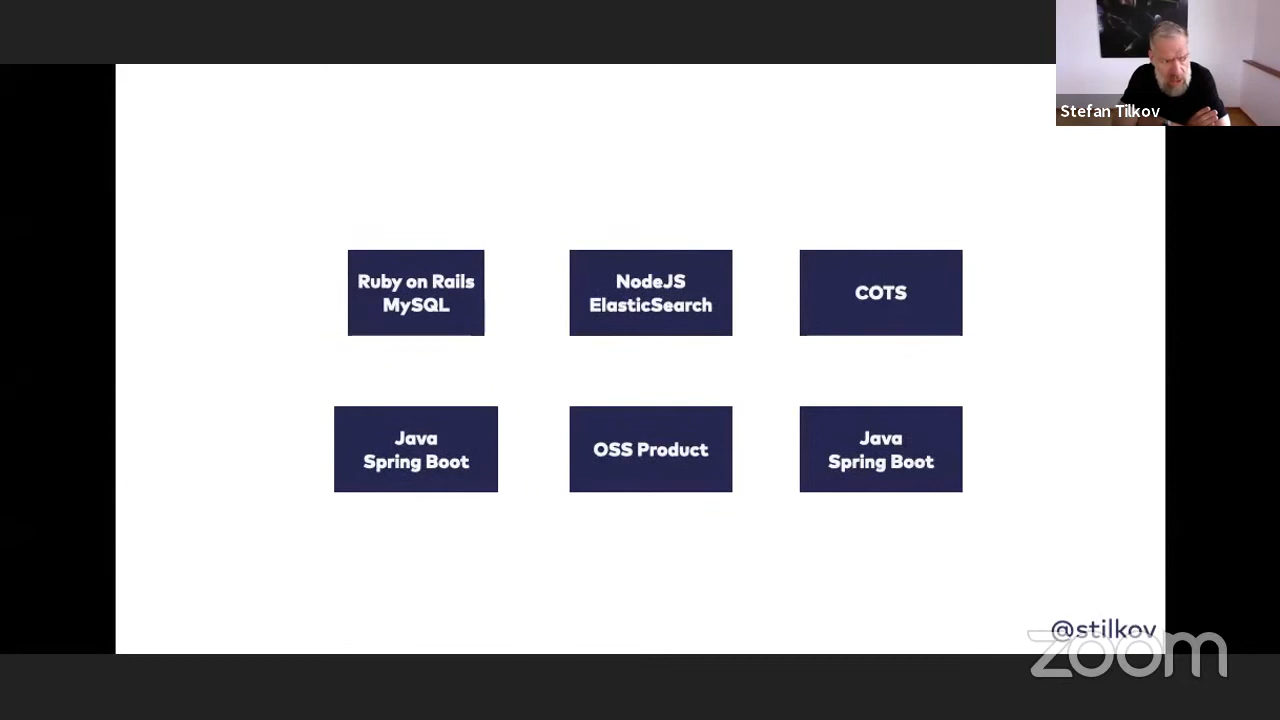 Stefan Tilkov
Ruby on Rails
MySQL
NodeJS
ElasticSearch
COTS
Java
Spring Boot
OSS Product
Java
Spring Boot
@stilkov
zoom